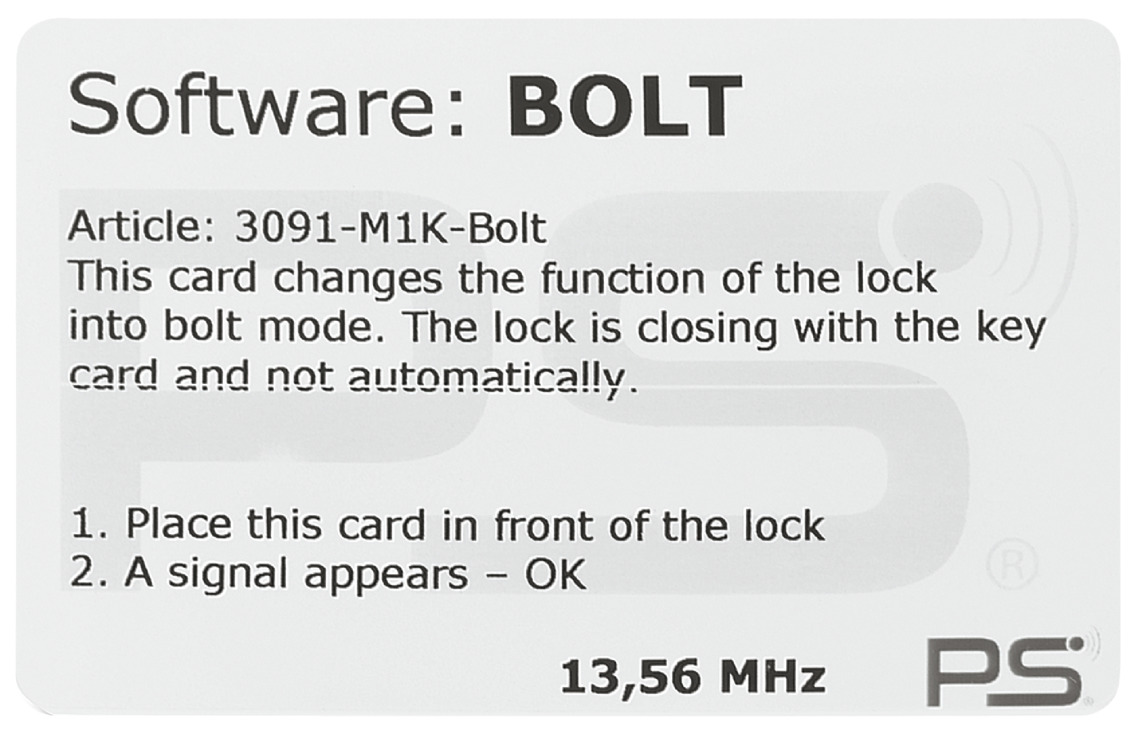 Software: BOLT
Article: 3091-M1K-Bolt
This card changes the function of the lock
into bolt mode. The lock is closing with the key
card and not automatically.
1. Place this card in front of the lock
2. A signal appears – OK
®
13,56 MHz
PS